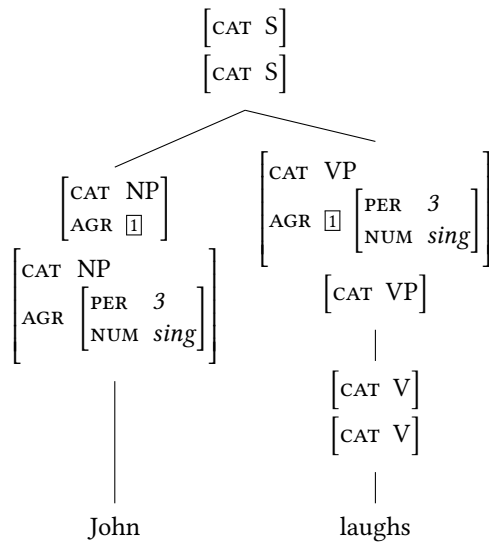 [CAT S]
[CAT S]
[CAT NP
AGR 1]
[CAT VP
AGR 1 [PER 3
NUM sing]]
[CAT NP
AGR [PER 3
NUM sing]]
[CAT VP]
[CAT V]
[CAT V]
John laughs